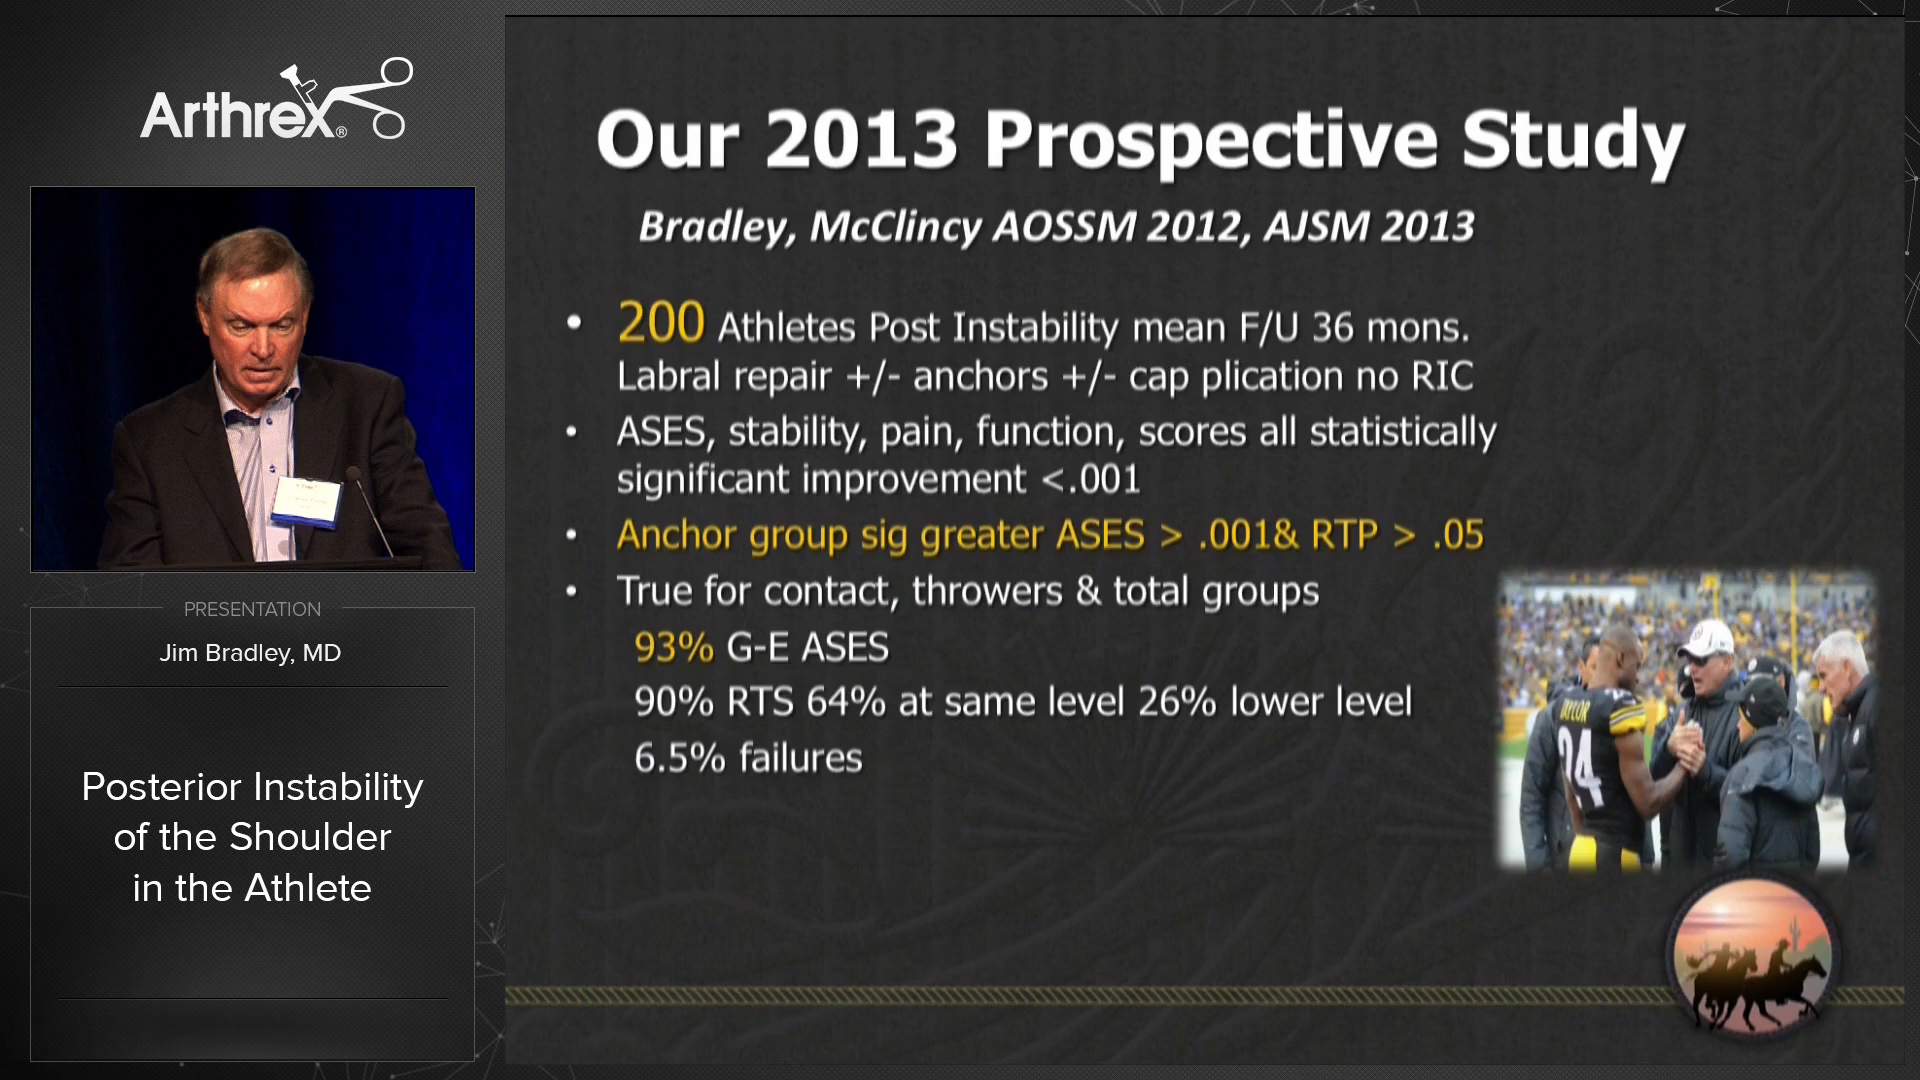 Arthrex®
PRESENTATION
Jim Bradley, MD
Posterior Instability
of the Shoulder
in the Athlete
Our 2013 Prospective Study
Bradley, McClincy AOSSM 2012, AJSM 2013
• 200 Athletes Post Instability mean F/U 36 mons.
Labral repair +/- anchors +/- cap plication no RIC
• ASES, stability, pain, function, scores all statistically
significant improvement <.001
• Anchor group sig greater ASES > .001& RTP > .05
• True for contact, throwers & total groups
93% G-E ASES
90% RTS 64% at same level 26% lower level
6.5% failures
TAYLOR
24